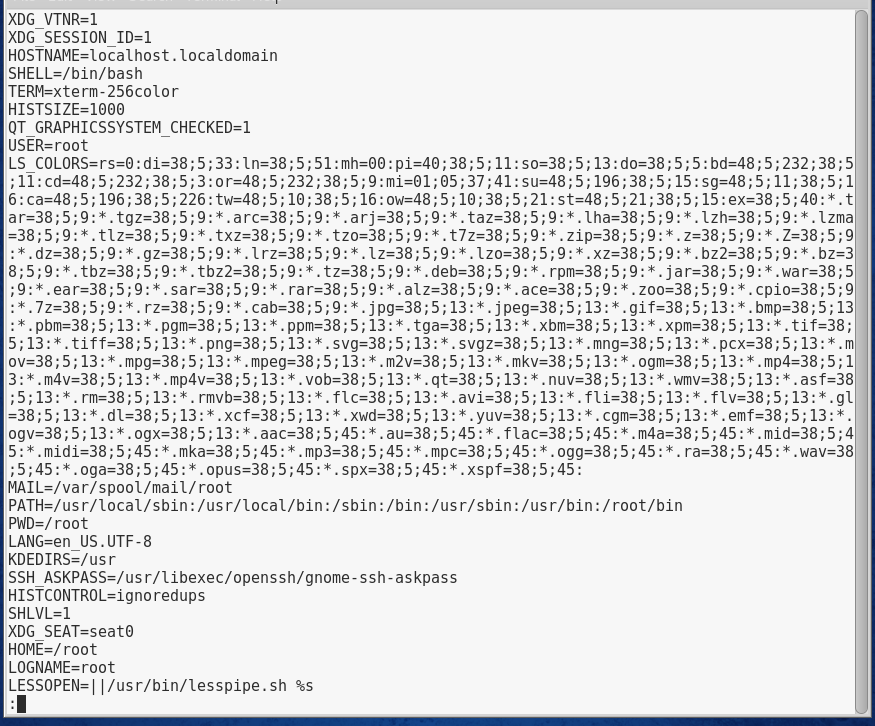 XDG_VTNR=1
XDG_SESSION_ID=1
HOSTNAME=localhost.localdomain
SHELL=/bin/bash
TERM=xterm-256color
HISTSIZE=1000
QT_GRAPHICSSYSTEM_CHECKED=1
USER=root
LS_COLORS=rs=0:di=38;5;33:ln=38;5;51:mh=00:pi=40;38;5;11:so=38;5;13:do=38;5;5:bd=48;5;232;38;5
;11:cd=48;5;232;38;5;3:or=48;5;232;38;5;9:mi=01;05;37;41:su=48;5;196;38;5;15:sg=48;5;11;38;5;1
6:ca=48;5;196;38;5;226:tw=48;5;10;38;5;16:ow=48;5;10;38;5;21:st=48;5;21;38;5;15:ex=38;5;40:*.t
ar=38;5;9:*.tgz=38;5;9:*.arc=38;5;9:*.arj=38;5;9:*.taz=38;5;9:*.lha=38;5;9:*.lzh=38;5;9:*.lzma
=38;5;9:*.tlz=38;5;9:*.txz=38;5;9:*.tzo=38;5;9:*.t7z=38;5;9:*.zip=38;5;9:*.z=38;5;9:*.Z=38;5;9
:*.dz=38;5;9:*.gz=38;5;9:*.lrz=38;5;9:*.lz=38;5;9:*.lzo=38;5;9:*.xz=38;5;9:*.bz2=38;5;9:*.bz=3
8;5;9:*.tbz=38;5;9:*.tbz2=38;5;9:*.tz=38;5;9:*.deb=38;5;9:*.rpm=38;5;9:*.jar=38;5;9:*.war=38;5
;9:*.ear=38;5;9:*.sar=38;5;9:*.rar=38;5;9:*.alz=38;5;9:*.ace=38;5;9:*.zoo=38;5;9:*.cpio=38;5;9
:*.7z=38;5;9:*.rz=38;5;9:*.cab=38;5;9:*.jpg=38;5;13:*.jpeg=38;5;13:*.gif=38;5;13:*.bmp=38;5;13
:*.pbm=38;5;13:*.pgm=38;5;13:*.ppm=38;5;13:*.tga=38;5;13:*.xbm=38;5;13:*.xpm=38;5;13:*.tif=38;
5;13:*.tiff=38;5;13:*.png=38;5;13:*.svg=38;5;13:*.svgz=38;5;13:*.mng=38;5;13:*.pcx=38;5;13:*.m
ov=38;5;13:*.mpg=38;5;13:*.mpeg=38;5;13:*.m2v=38;5;13:*.mkv=38;5;13:*.ogm=38;5;13:*.mp4=38;5;1
3:*.m4v=38;5;13:*.mp4v=38;5;13:*.vob=38;5;13:*.qt=38;5;13:*.nuv=38;5;13:*.wmv=38;5;13:*.asf=38
;5;13:*.rm=38;5;13:*.rmvb=38;5;13:*.flc=38;5;13:*.avi=38;5;13:*.fli=38;5;13:*.flv=38;5;13:*.gl
=38;5;13:*.dl=38;5;13:*.xcf=38;5;13:*.xwd=38;5;13:*.yuv=38;5;13:*.cgm=38;5;13:*.emf=38;5;13:*.
ogv=38;5;13:*.ogx=38;5;13:*.aac=38;5;45:*.au=38;5;45:*.flac=38;5;45:*.m4a=38;5;45:*.mid=38;5;4
5:*.midi=38;5;45:*.mka=38;5;45:*.mp3=38;5;45:*.mpc=38;5;45:*.ogg=38;5;45:*.ra=38;5;45:*.wav=38
;5;45:*.oga=38;5;45:*.opus=38;5;45:*.spx=38;5;45:*.xspf=38;5;45:
MAIL=/var/spool/mail/root
PATH=/usr/local/sbin:/usr/local/bin:/sbin:/bin:/usr/sbin:/usr/bin:/root/bin
PWD=/root
LANG=en_US.UTF-8
KDEDIRS=/usr
SSH_ASKPASS=/usr/libexec/openssh/gnome-ssh-askpass
HISTCONTROL=ignoredups
SHLVL=1
XDG_SEAT=seat0
HOME=/root
LOGNAME=root
LESSOPEN=||/usr/bin/lesspipe.sh %s
: